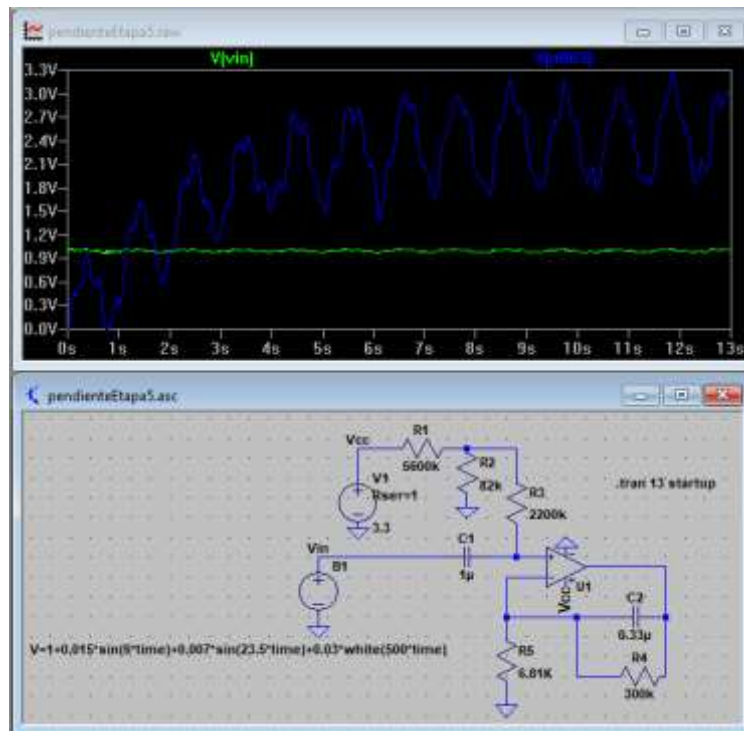 pendienteEtapa5.raw
V(vin)
3.3V
3.0V
2.7V
2.4V
2.1V
1.8V
1.5V
1.2V
0.9V
0.6V
0.3V
0.0V
0s 1s 2s 3s 4s 5s 6s 7s 8s 9s 10s 11s 12s 13s
pendienteEtapa5.asc
Vcc
R1
5600k
R2
82k
R3
2200k
.tran 13 startup
V1
Rser=1
3.3
Vin
B1
C1
1µ
Vcc
U1
C2
0.33µ
R4
300k
R5
6.81K
V=1+0.015*sin(6*time)+0.007*sin(23.5*time)+0.03*white(500*time)